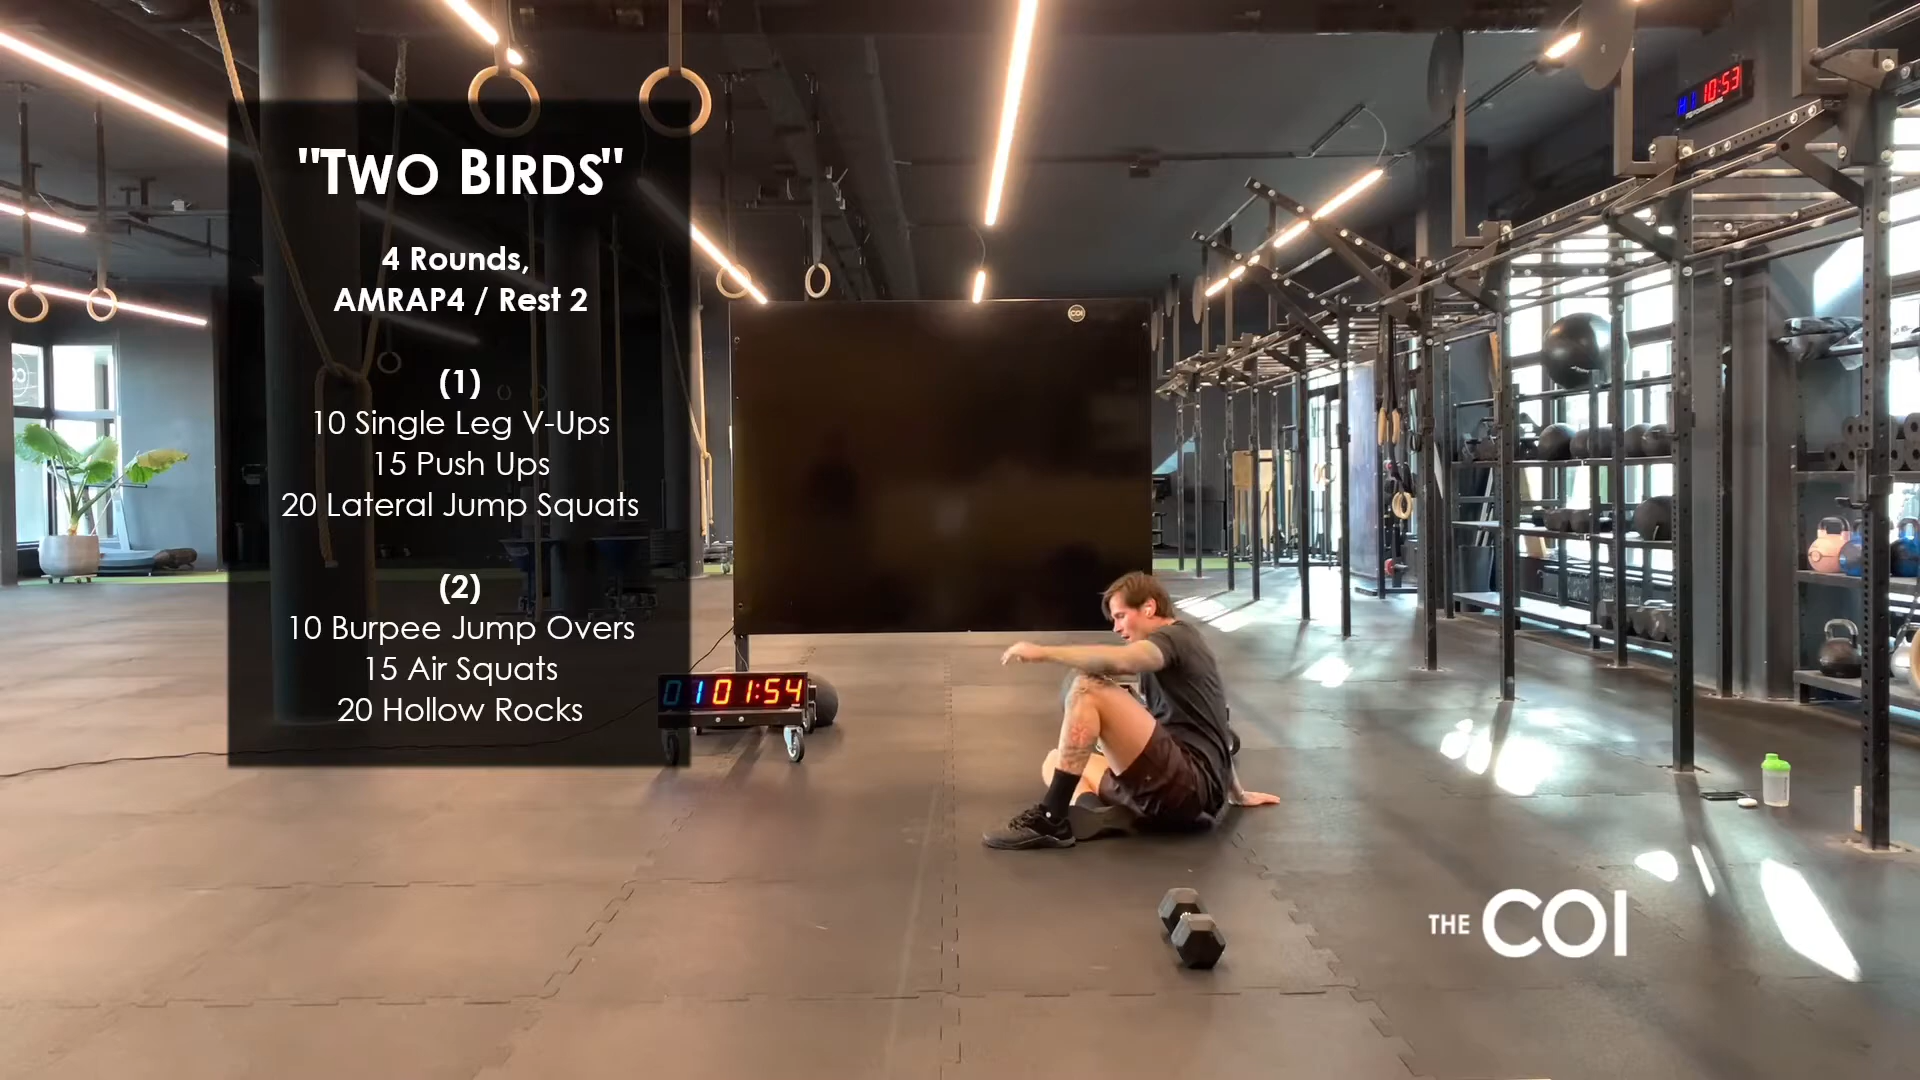 "TWO BIRDS"
4 Rounds,
AMRAP4 / Rest 2
(1)
10 Single Leg V-Ups
15 Push Ups
20 Lateral Jump Squats
(2)
10 Burpee Jump Overs
15 Air Squats
20 Hollow Rocks
01 01:54
10:53
COI
THE COI